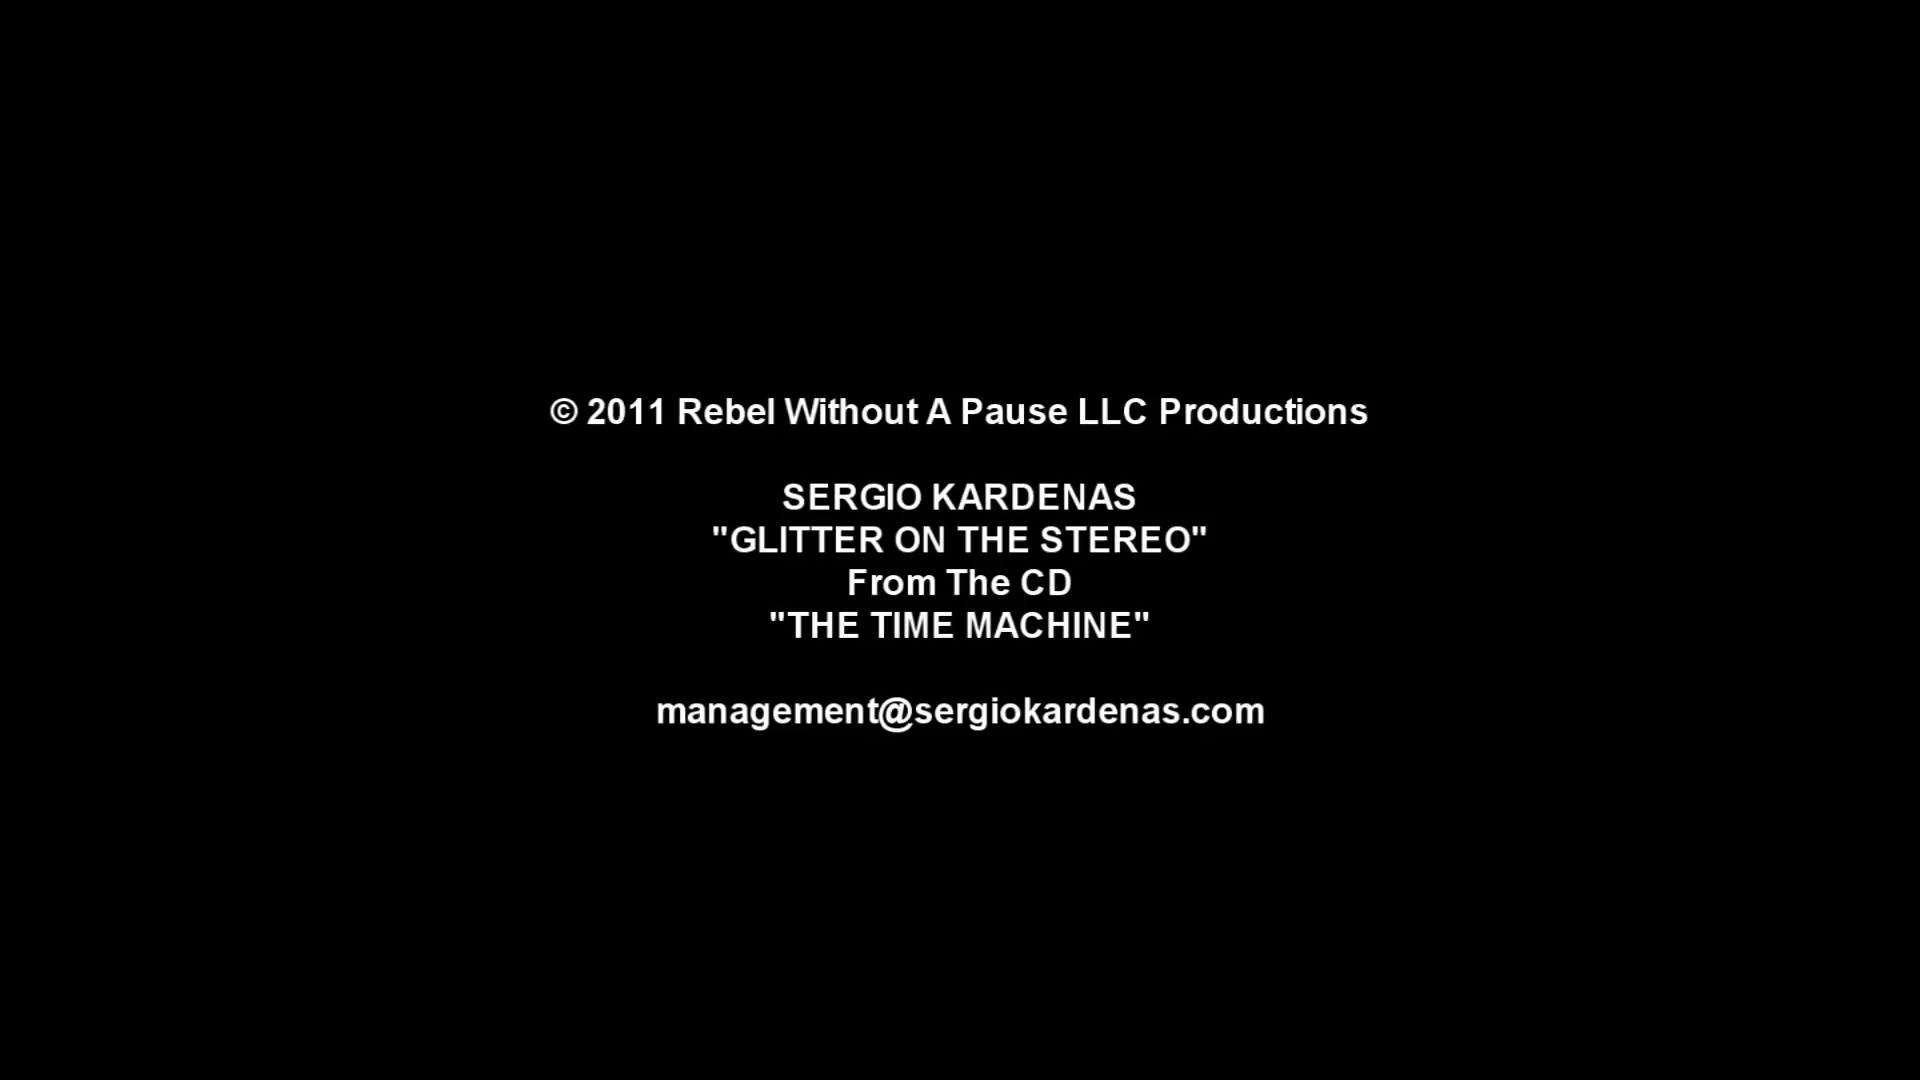 © 2011 Rebel Without A Pause LLC Productions
SERGIO KARDENAS
"GLITTER ON THE STEREO"
From The CD
"THE TIME MACHINE"
management@sergiokardenas.com